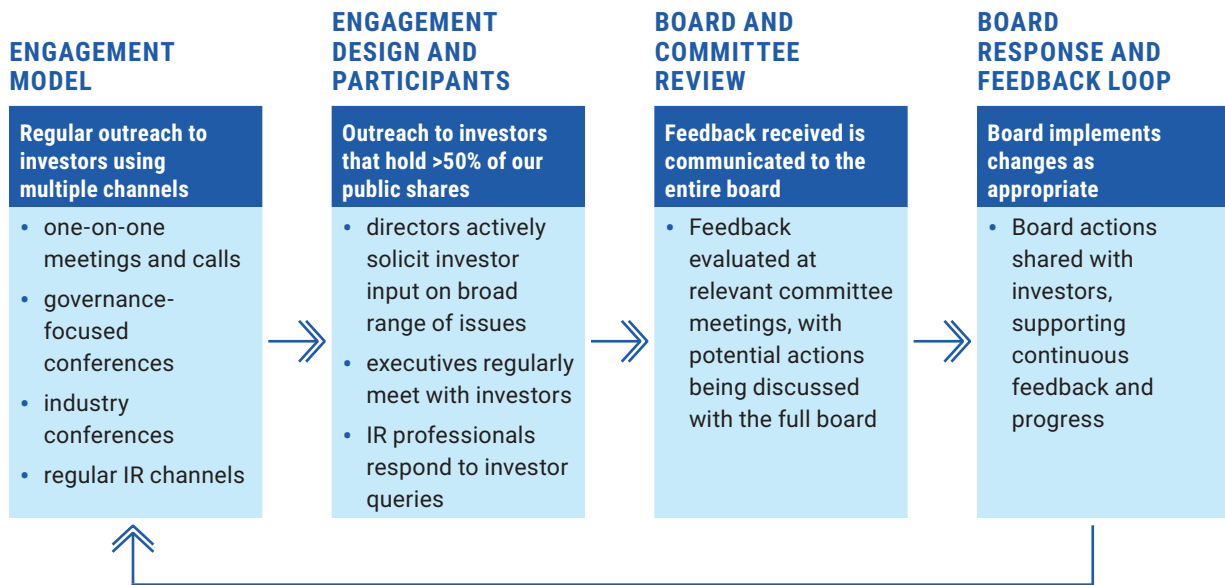 ENGAGEMENT
MODEL
Regular outreach to
investors using
multiple channels
• one-on-one
meetings and calls
• governance-
focused
conferences
• industry
conferences
• regular IR channels
ENGAGEMENT
DESIGN AND
PARTICIPANTS
Outreach to investors
that hold >50% of our
public shares
• directors actively
solicit investor
input on broad
range of issues
• executives regularly
meet with investors
• IR professionals
respond to investor
queries
BOARD AND
COMMITTEE
REVIEW
Feedback received is
communicated to the
entire board
• Feedback
evaluated at
relevant committee
meetings, with
potential actions
being discussed
with the full board
BOARD
RESPONSE AND
FEEDBACK LOOP
Board implements
changes as
appropriate
• Board actions
shared with
investors,
supporting
continuous
feedback and
progress